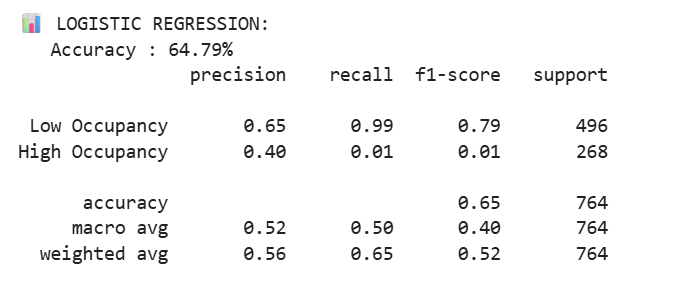 📊 LOGISTIC REGRESSION:
Accuracy : 64.79%
precision recall f1-score support
Low Occupancy 0.65 0.99 0.79 496
High Occupancy 0.40 0.01 0.01 268
accuracy 0.65 764
macro avg 0.52 0.50 0.40 764
weighted avg 0.56 0.65 0.52 764